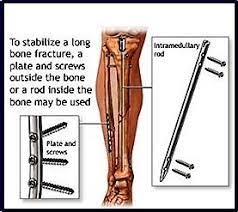 To stabilize a long
bone fracture, a
plate and screws
outside the bone
or a rod inside the
bone may be used
Intramedullary
rod
Plate and
screws